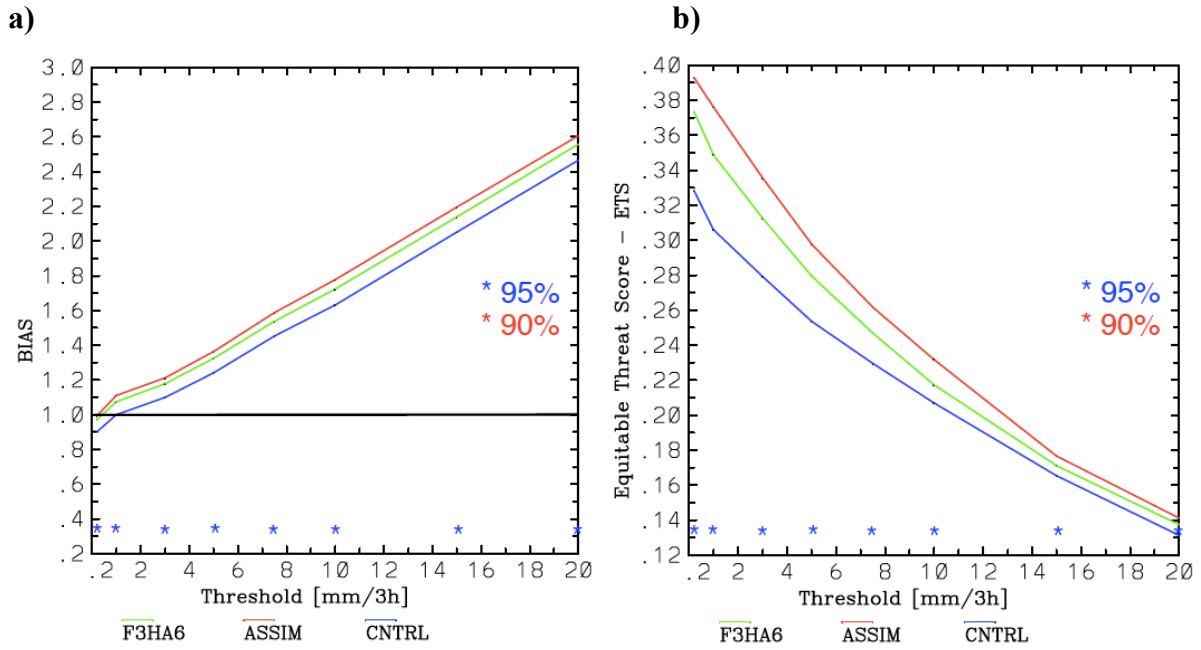 a)
3.0
2.8
2.6
2.4
2.2
2.0
1.8
1.6
1.4
1.2
1.0
.8
.6
.4
.2
BIAS
* 95%
* 90%
* * * * * * * *
.2 2 4 6 8 10 12 14 16 18 20
Threshold [mm/3h]
F3HA6 ASSIM CNTRL
b)
.40
.38
.36
.34
.32
.30
.28
.26
.24
.22
.20
.18
.16
.14
.12
Equitable Threat Score – ETS
* 95%
* 90%
* * * * * * * *
.2 2 4 6 8 10 12 14 16 18 20
Threshold [mm/3h]
F3HA6 ASSIM CNTRL